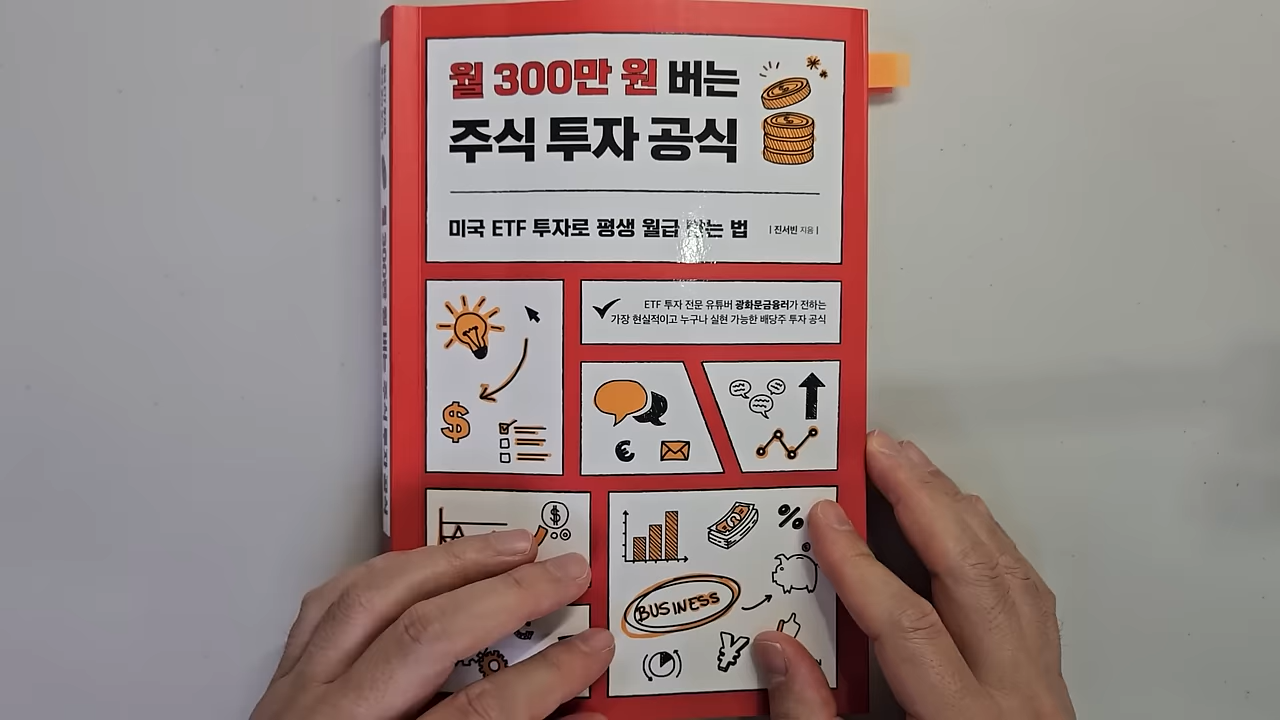 월 300만 원 버는
주식 투자 공식
미국 ETF 투자로 평생 월급 는 법
| 진서빈 지음 |
ETF 투자 전문 유튜버 광화문금융러가 전하는
가장 현실적이고 누구나 실현 가능한 배당주 투자 공식
$
$
€
%
BUSINESS
¥